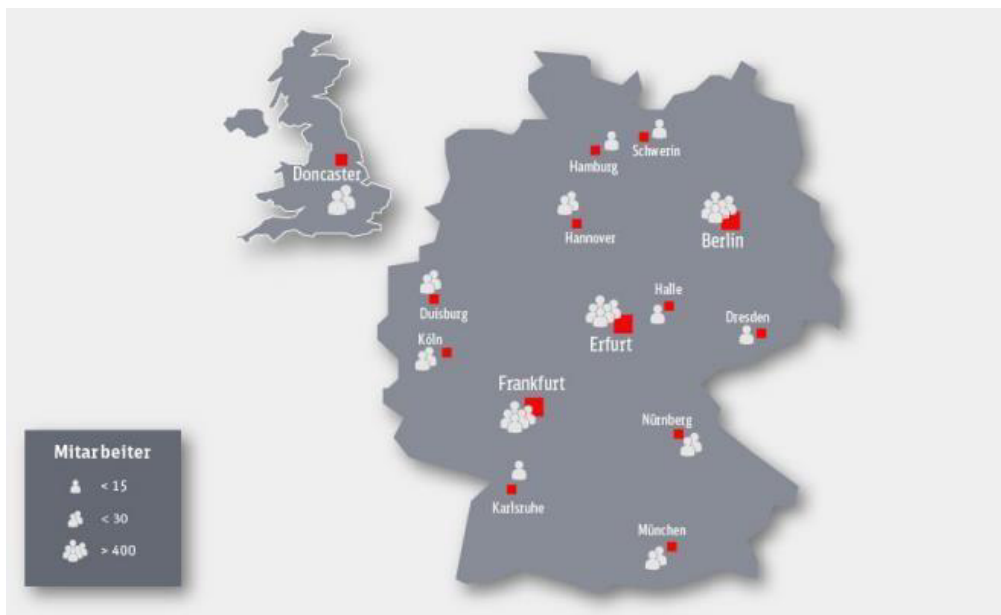 Doncaster
Hamburg
Schwerin
Hannover
Berlin
Duisburg
Halle
Dresden
Köln
Erfurt
Frankfurt
Nürnberg
Karlsruhe
München
Mitarbeiter
< 15
< 30
> 400